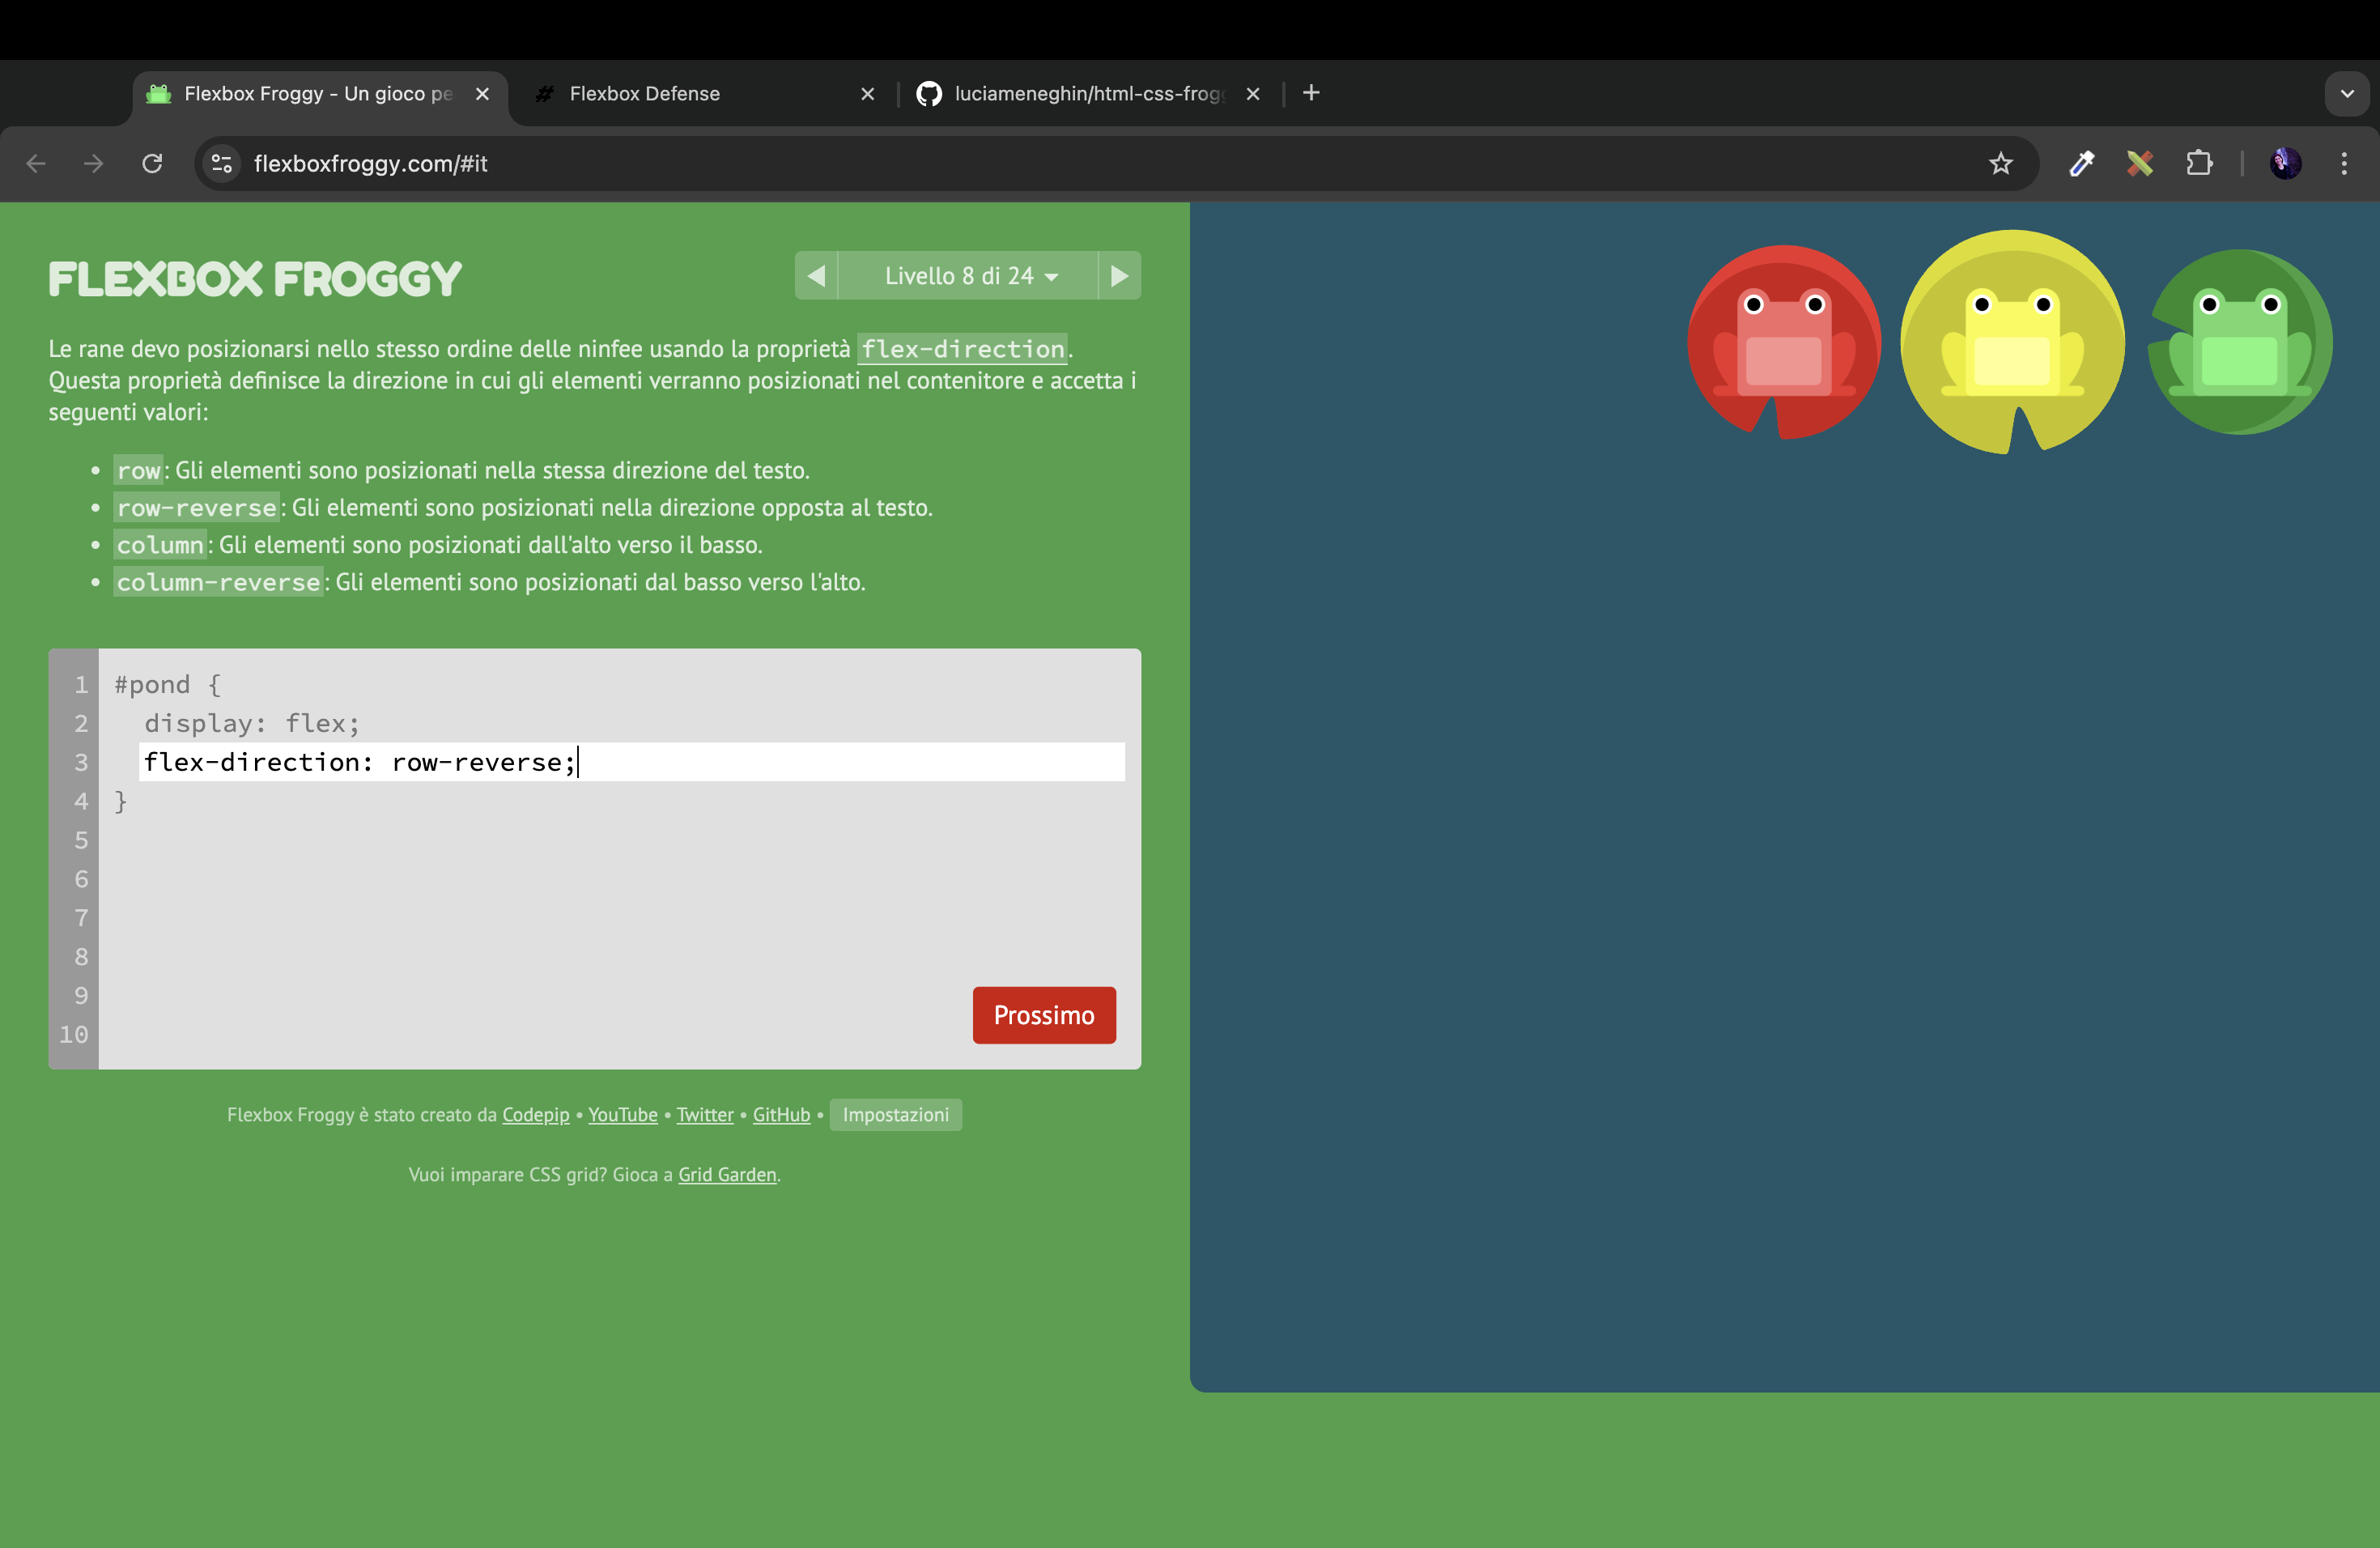 Flexbox Froggy - Un gioco pe
Flexbox Defense
luciameneghin/html-css-frog
flexboxfroggy.com/#it
FLEXBOX FROGGY
Livello 8 di 24
Le rane devo posizionarsi nello stesso ordine delle ninfee usando la proprietà flex-direction.
Questa proprietà definisce la direzione in cui gli elementi verranno posizionati nel contenitore e accetta i
seguenti valori:
• row: Gli elementi sono posizionati nella stessa direzione del testo.
• row-reverse: Gli elementi sono posizionati nella direzione opposta al testo.
• column: Gli elementi sono posizionati dall'alto verso il basso.
• column-reverse: Gli elementi sono posizionati dal basso verso l'alto.
1 #pond {
2 display: flex;
3 flex-direction: row-reverse;
4 }
5
6
7
8
9
10
Prossimo
Flexbox Froggy è stato creato da Codepip • YouTube • Twitter • GitHub • Impostazioni
Vuoi imparare CSS grid? Gioca a Grid Garden.